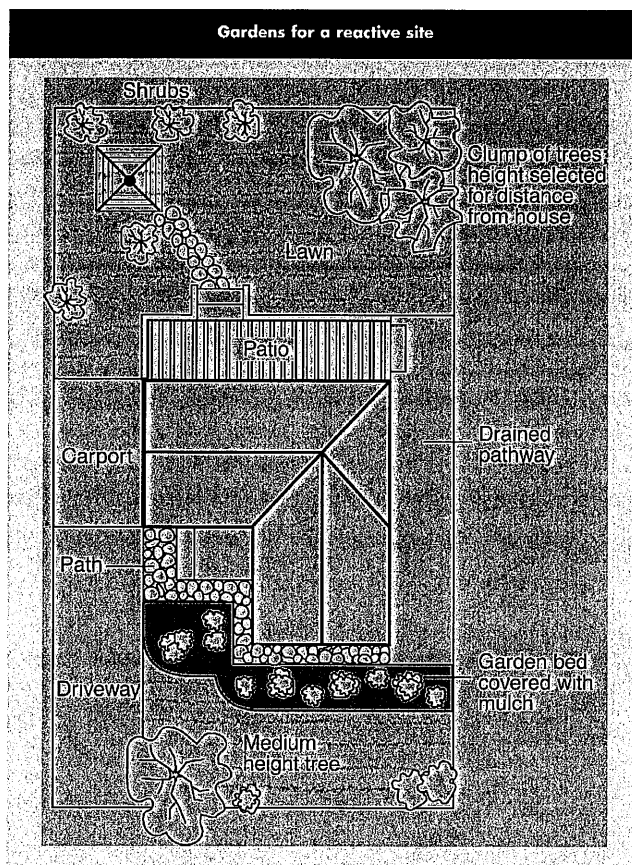 Gardens for a reactive site
Shrubs
Clump of trees;
height selected
for distance
from house
Lawn
Patio
Carport
Drained
pathway
Path
Driveway
Garden bed
covered with
mulch
Medium
height tree